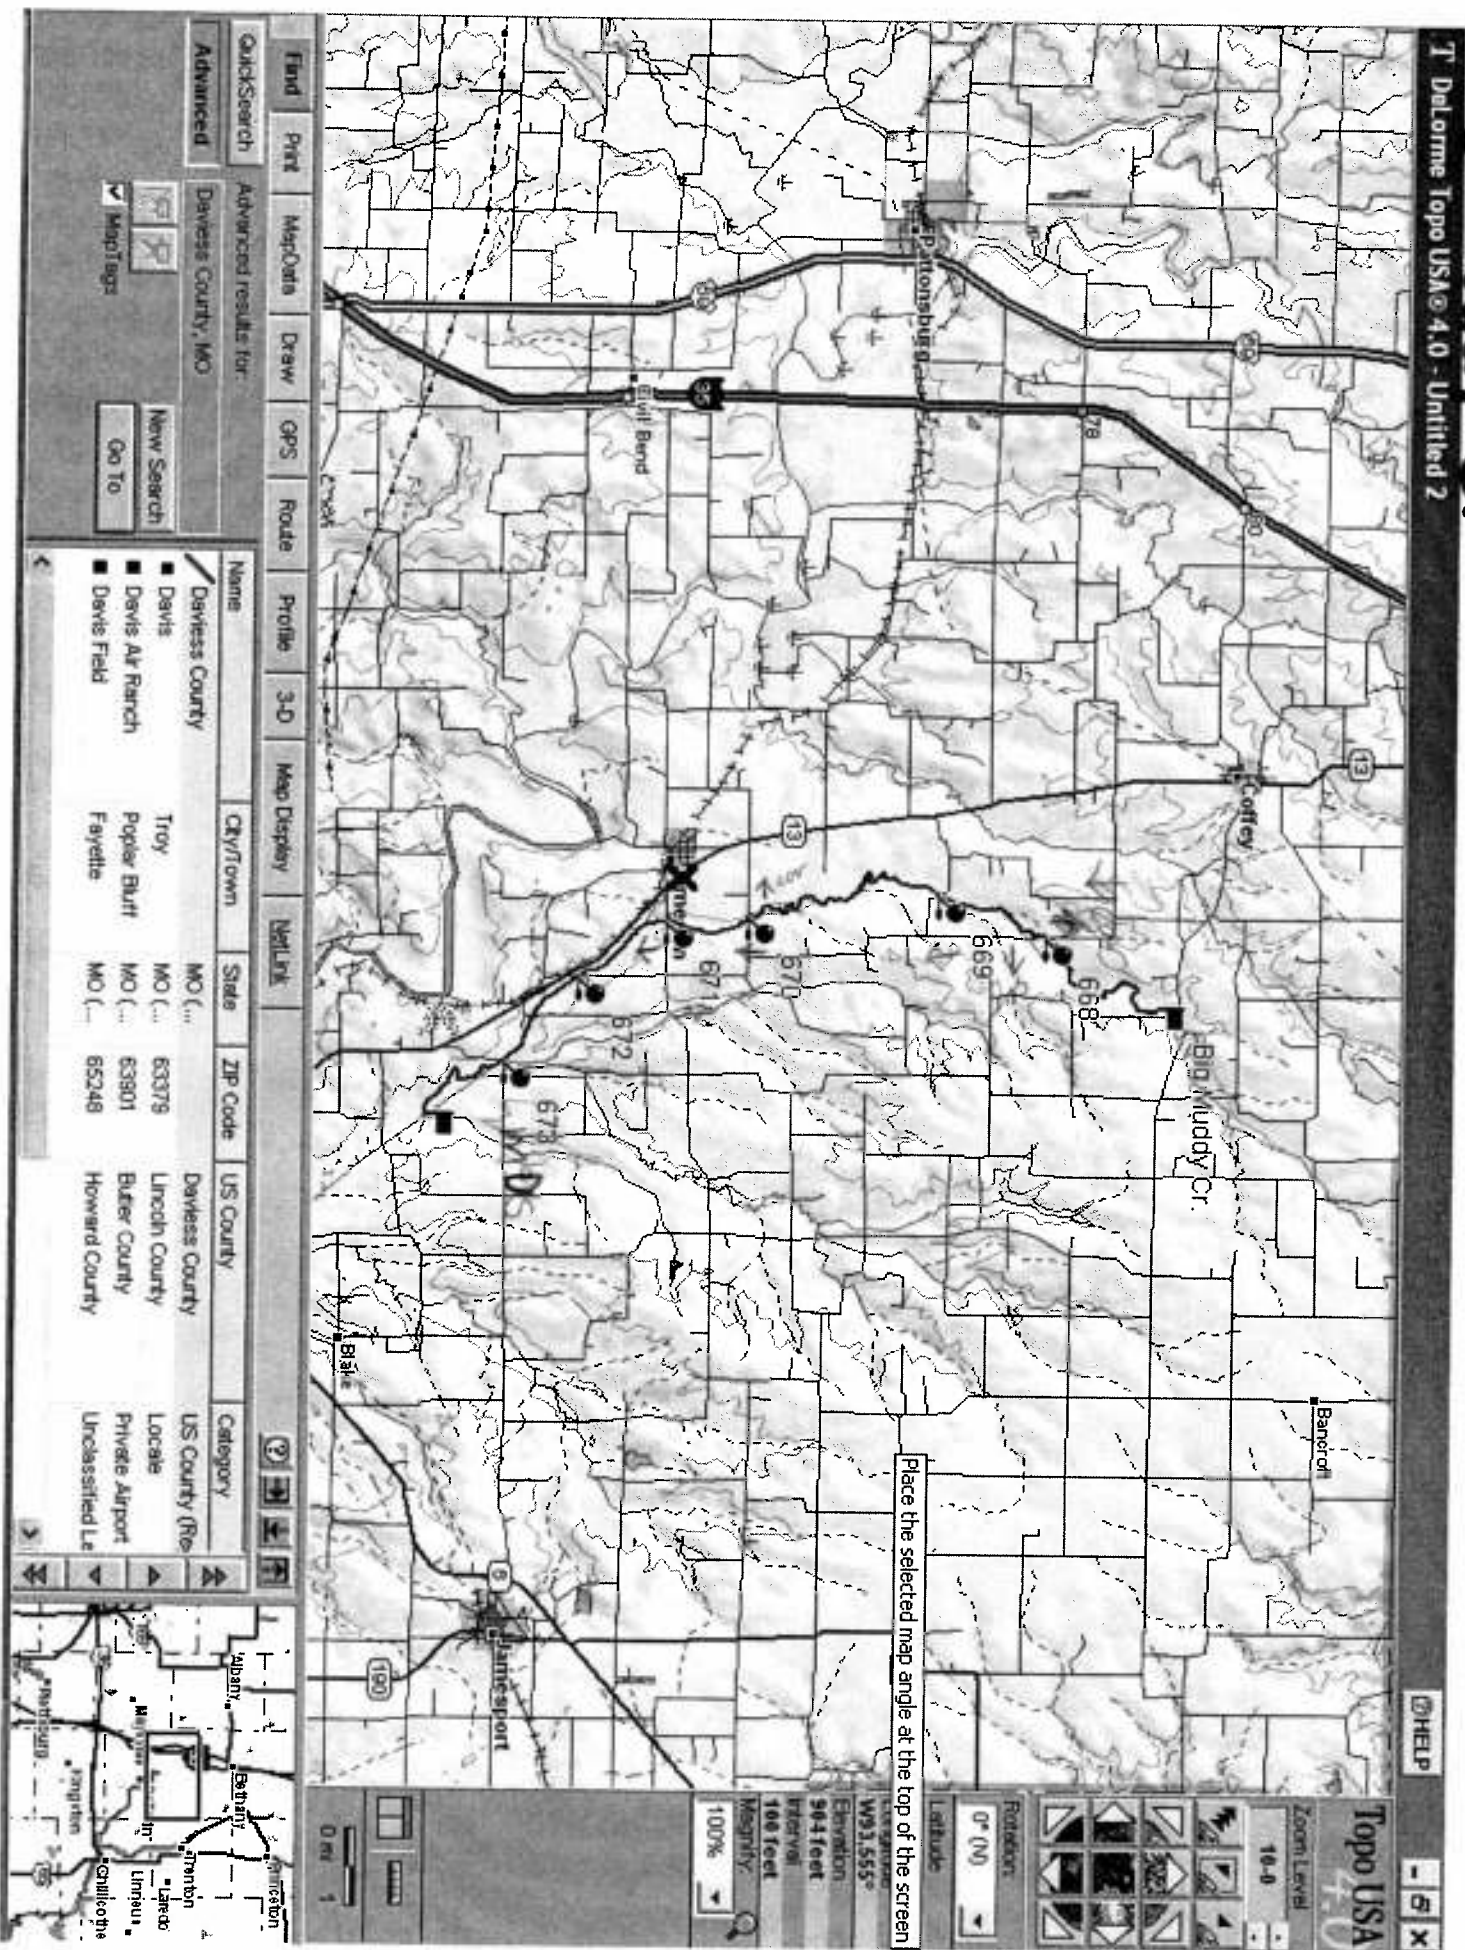 DeLorme Topo USA® 4.0 - Untitled 2
HELP
Topo USA
4.0
Zoom Level
10-0
Rotation:
0° (N)
Place the selected map angle at the top of the screen
W93.555°
Elevation
904 feet
Interval
100 feet
Magnify:
100%
0 mi 1
Pattonsburg
69
69
35
78
80
Civil Bend
13
Coffey
13
Big Muddy Cr.
668
669
670
671
672
673
Bancroft
Blake
6
Jamesport
190
Find Print MapData Draw GPS Route Profile 3-D Map Display NetLink
QuickSearch
Advanced
Advanced results for:
Daviess County, MO
New Search
Go To
MapTags
Name City/Town State ZIP Code US County Category
Daviess County MO (... Daviess County US County (Re
Davis Troy MO (... 63379 Lincoln County Locale
Davis Air Ranch Poplar Bluff MO (... 63901 Butler County Private Airport
Davis Field Fayette MO (... 65248 Howard County Unclassified Le
Albany
Bethany
Trenton
Laredo
Linneus
Chillicothe
Kingston